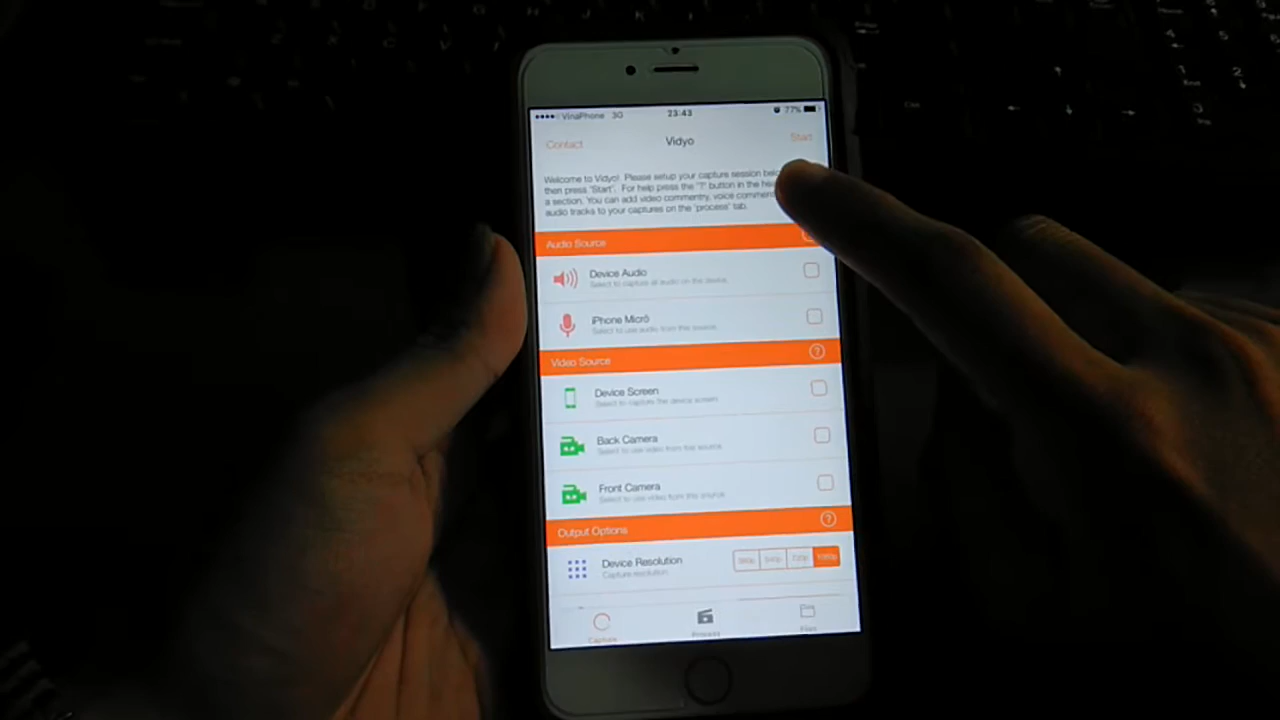 VinaPhone 3G 23:43 77%
Contact Vidyo Start
Welcome to Vidyo! Please setup your capture session below
then press "Start". For help press the "?" button in the
a section. You can add video commentry, voice
audio tracks to your captures on the "process" tab.
Audio Source
Device Audio
Select to capture all audio on the device.
iPhone Micrô
Select to use audio from this source.
Video Source ?
Device Screen
Select to capture the device screen.
Back Camera
Select to use video from this source.
Front Camera
Select to use video from this source.
Output Options ?
Device Resolution 720p 1080p
Capture resolution.
Capture Process Files